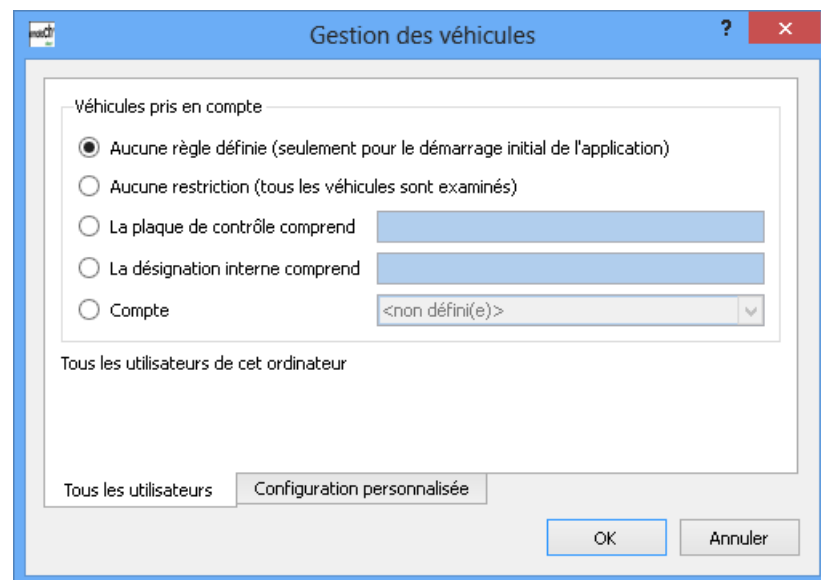 Gestion des véhicules
?
Véhicules pris en compte
Aucune règle définie (seulement pour le démarrage initial de l'application)
Aucune restriction (tous les véhicules sont examinés)
La plaque de contrôle comprend
La désignation interne comprend
Compte <non défini(e)>
Tous les utilisateurs de cet ordinateur
Tous les utilisateurs Configuration personnalisée
OK Annuler